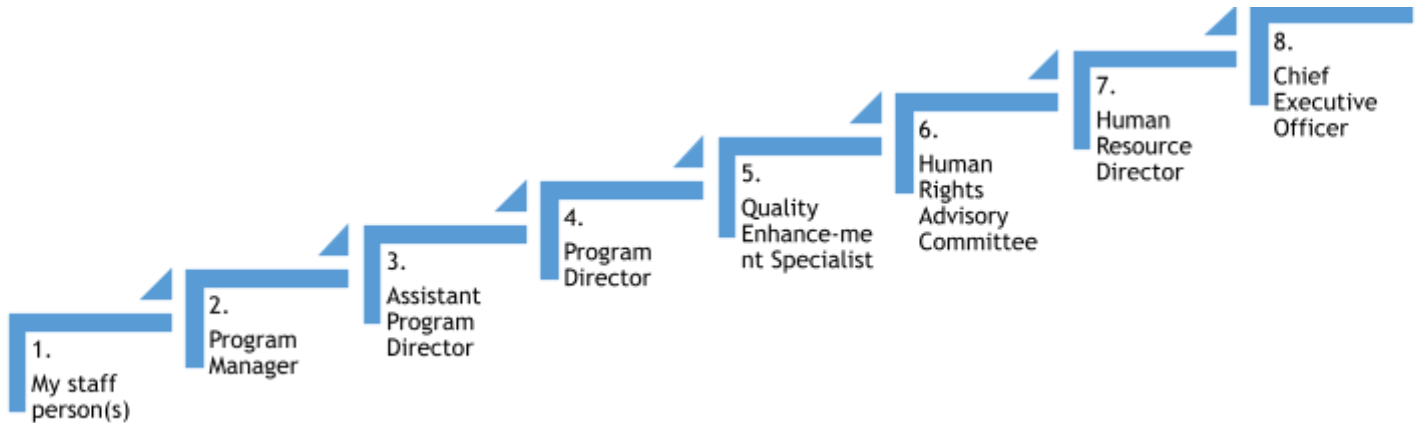 1.
My staff
person(s)
2.
Program
Manager
3.
Assistant
Program
Director
4.
Program
Director
5.
Quality
Enhance-me
nt Specialist
6.
Human
Rights
Advisory
Committee
7.
Human
Resource
Director
8.
Chief
Executive
Officer